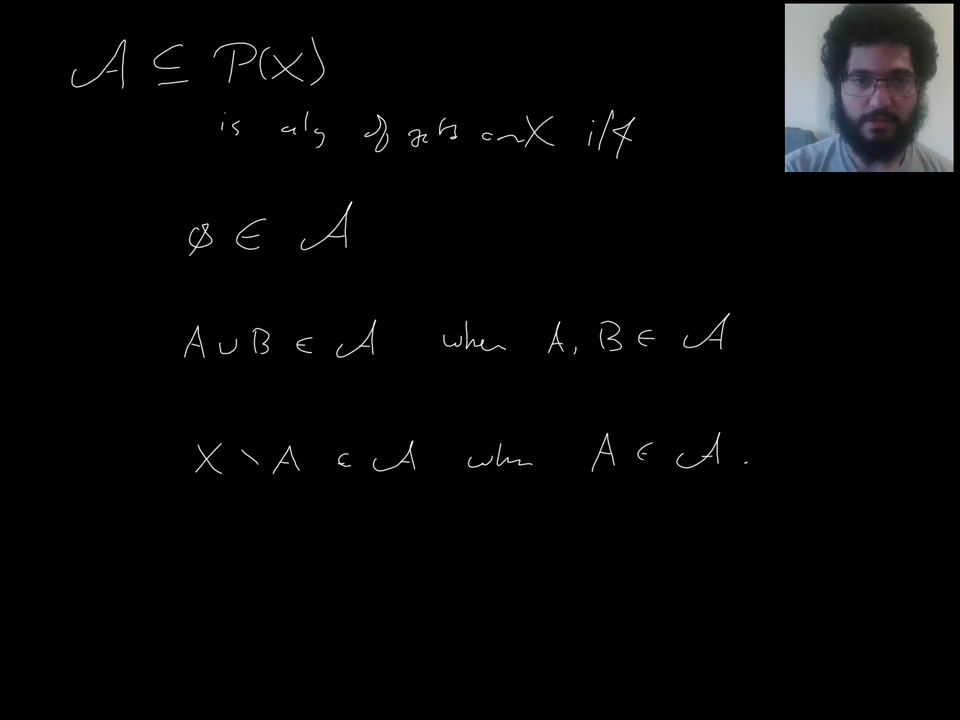 𝒜 ⊆ P(X)
is alg of sets on X iff
∅ ∈ 𝒜
A ∪ B ∈ 𝒜 when A, B ∈ 𝒜
X \ A ∈ 𝒜 when A ∈ 𝒜.